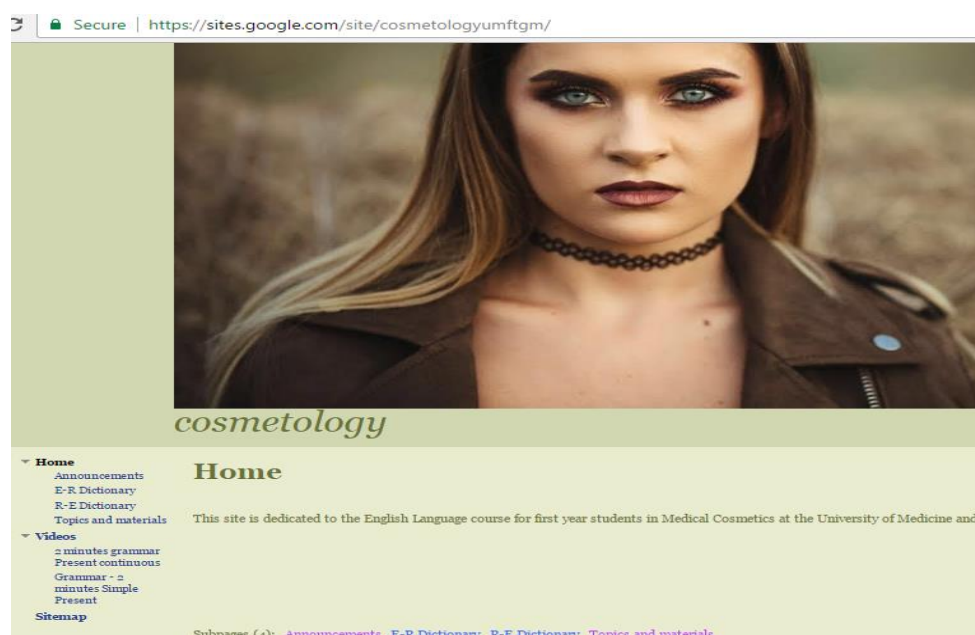 Secure | https://sites.google.com/site/cosmetologyumftgm/
cosmetology
Home
Announcements
E-R Dictionary
R-E Dictionary
Topics and materials
Videos
2 minutes grammar
Present continuous
Grammar - 2
minutes Simple
Present
Sitemap
Home
This site is dedicated to the English Language course for first year students in Medical Cosmetics at the University of Medicine and
Subpages (4): Announcements E-R Dictionary R-E Dictionary Topics and materials